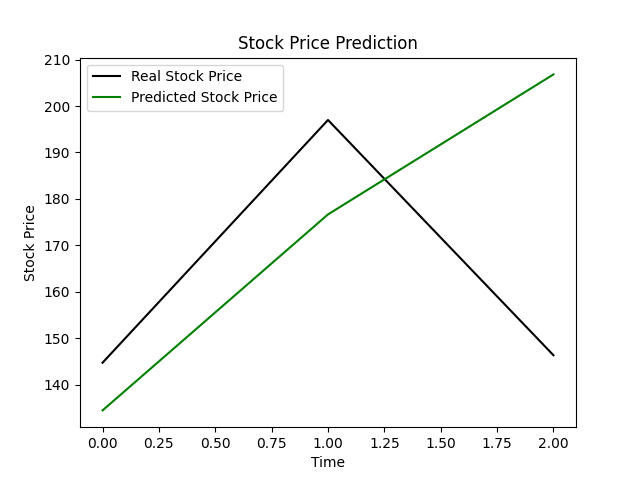 Stock Price Prediction
Real Stock Price
Predicted Stock Price
Stock Price
210
200
190
180
170
160
150
140
0.00 0.25 0.50 0.75 1.00 1.25 1.50 1.75 2.00
Time